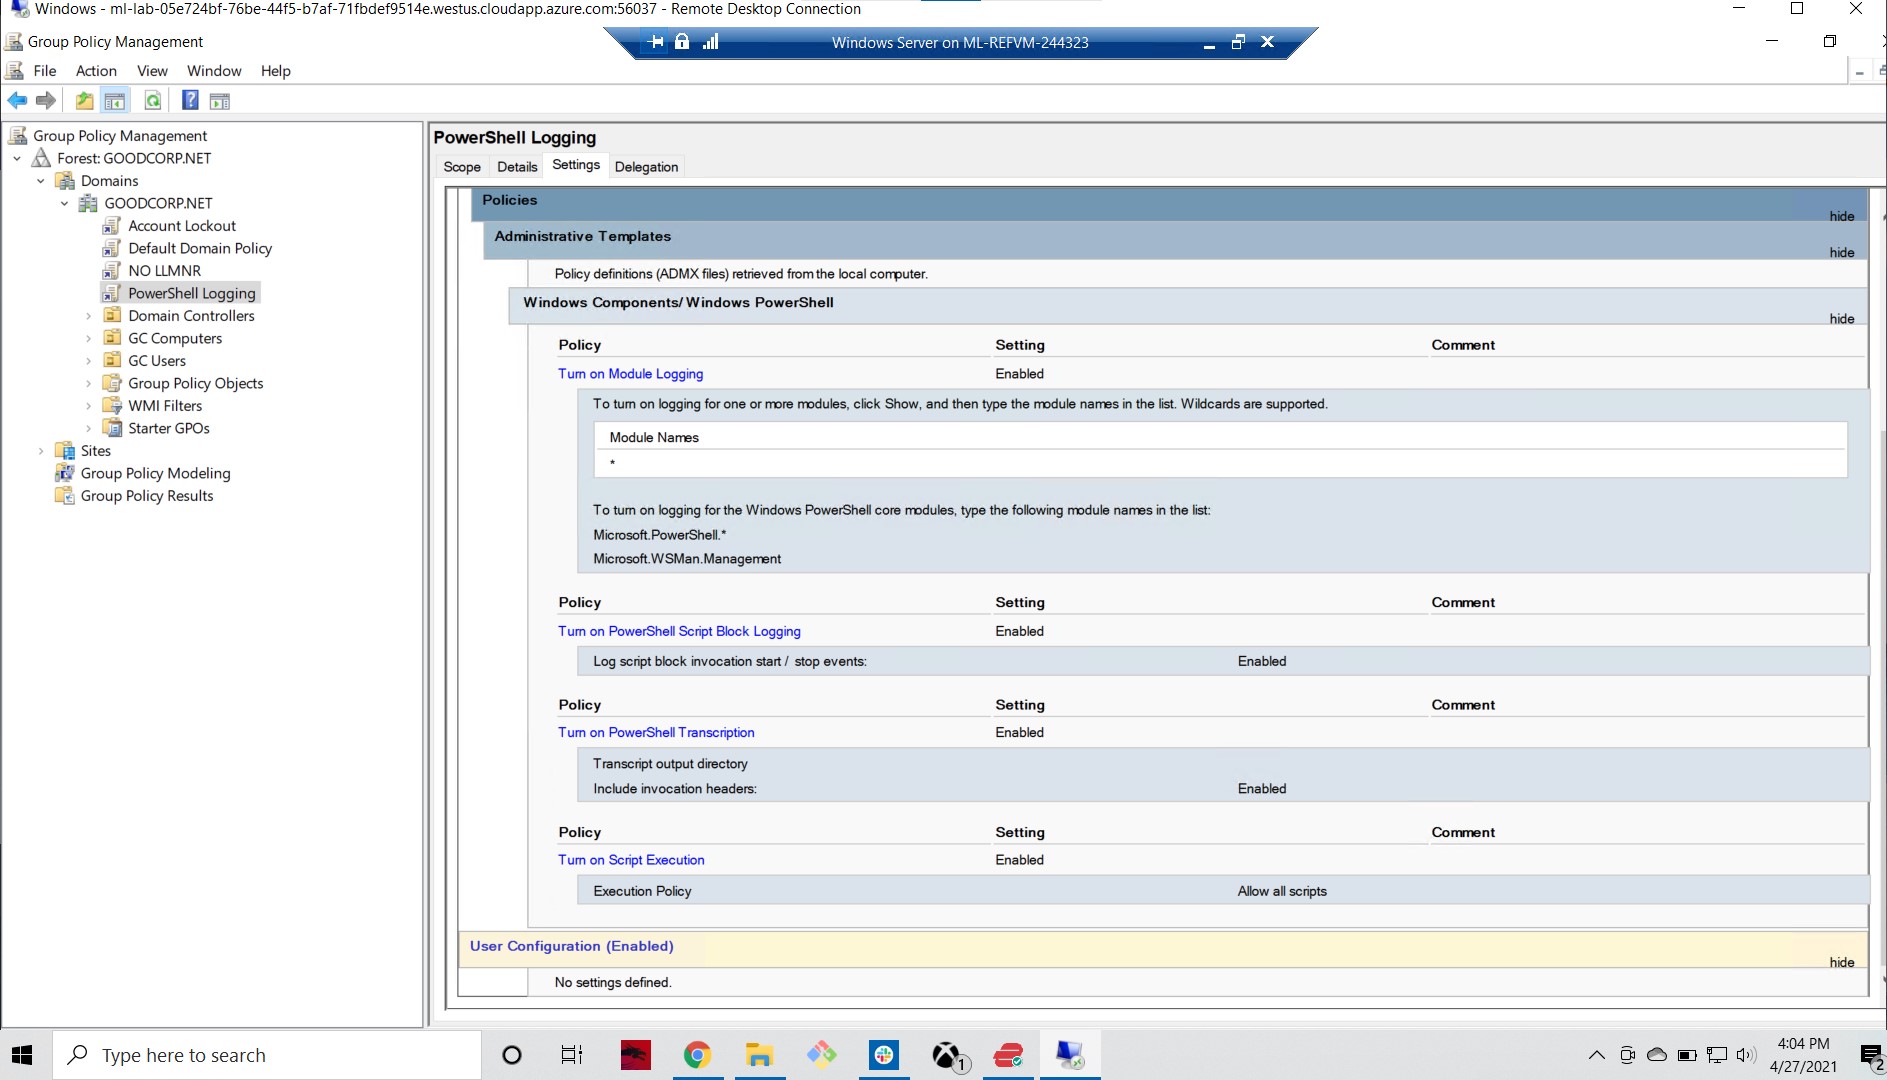 Windows - ml-lab-05e724bf-76be-44f5-b7af-71fbdef9514e.westus.cloudapp.azure.com:56037 - Remote Desktop Connection
Group Policy Management
Windows Server on ML-REFVM-244323
File Action View Window Help
Group Policy Management
Forest: GOODCORP.NET
Domains
GOODCORP.NET
Account Lockout
Default Domain Policy
NO LLMNR
PowerShell Logging
Domain Controllers
GC Computers
GC Users
Group Policy Objects
WMI Filters
Starter GPOs
Sites
Group Policy Modeling
Group Policy Results
PowerShell Logging
Scope Details Settings Delegation
Policies
hide
Administrative Templates
hide
Policy definitions (ADMX files) retrieved from the local computer.
Windows Components/Windows PowerShell
hide
Policy Setting Comment
Turn on Module Logging Enabled
To turn on logging for one or more modules, click Show, and then type the module names in the list. Wildcards are supported.
Module Names
*
To turn on logging for the Windows PowerShell core modules, type the following module names in the list:
Microsoft.PowerShell.*
Microsoft.WSMan.Management
Policy Setting Comment
Turn on PowerShell Script Block Logging Enabled
Log script block invocation start / stop events: Enabled
Policy Setting Comment
Turn on PowerShell Transcription Enabled
Transcript output directory
Include invocation headers: Enabled
Policy Setting Comment
Turn on Script Execution Enabled
Execution Policy Allow all scripts
User Configuration (Enabled)
hide
No settings defined.
Type here to search
1
4:04 PM
4/27/2021
2